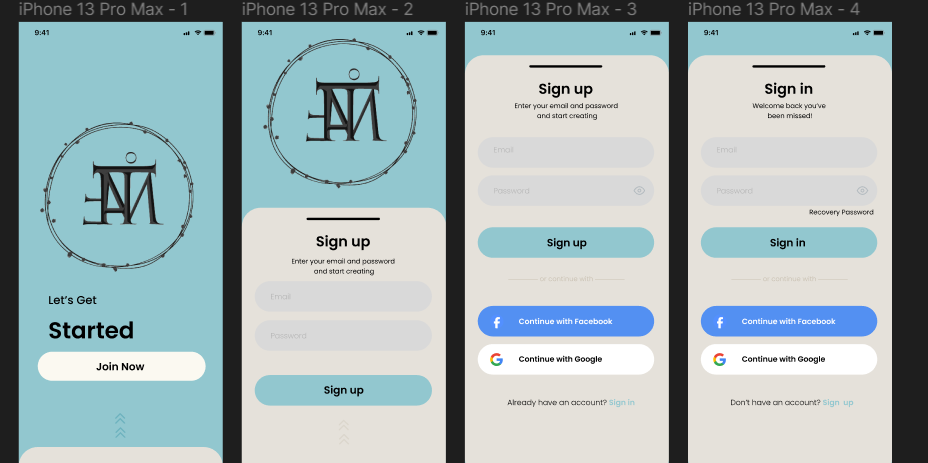 iPhone 13 Pro Max - 1
9:41
Let's Get
Started
Join Now
iPhone 13 Pro Max - 2
9:41
Sign up
Enter your email and password
and start creating
Email
Password
Sign up
iPhone 13 Pro Max - 3
9:41
Sign up
Enter your email and password
and start creating
Email
Password
Sign up
or continue with
Continue with Facebook
Continue with Google
Already have an account? Sign in
iPhone 13 Pro Max - 4
9:41
Sign in
Welcome back you've
been missed!
Email
Password
Recovery Password
Sign in
or continue with
Continue with Facebook
Continue with Google
Don't have an account? Sign up